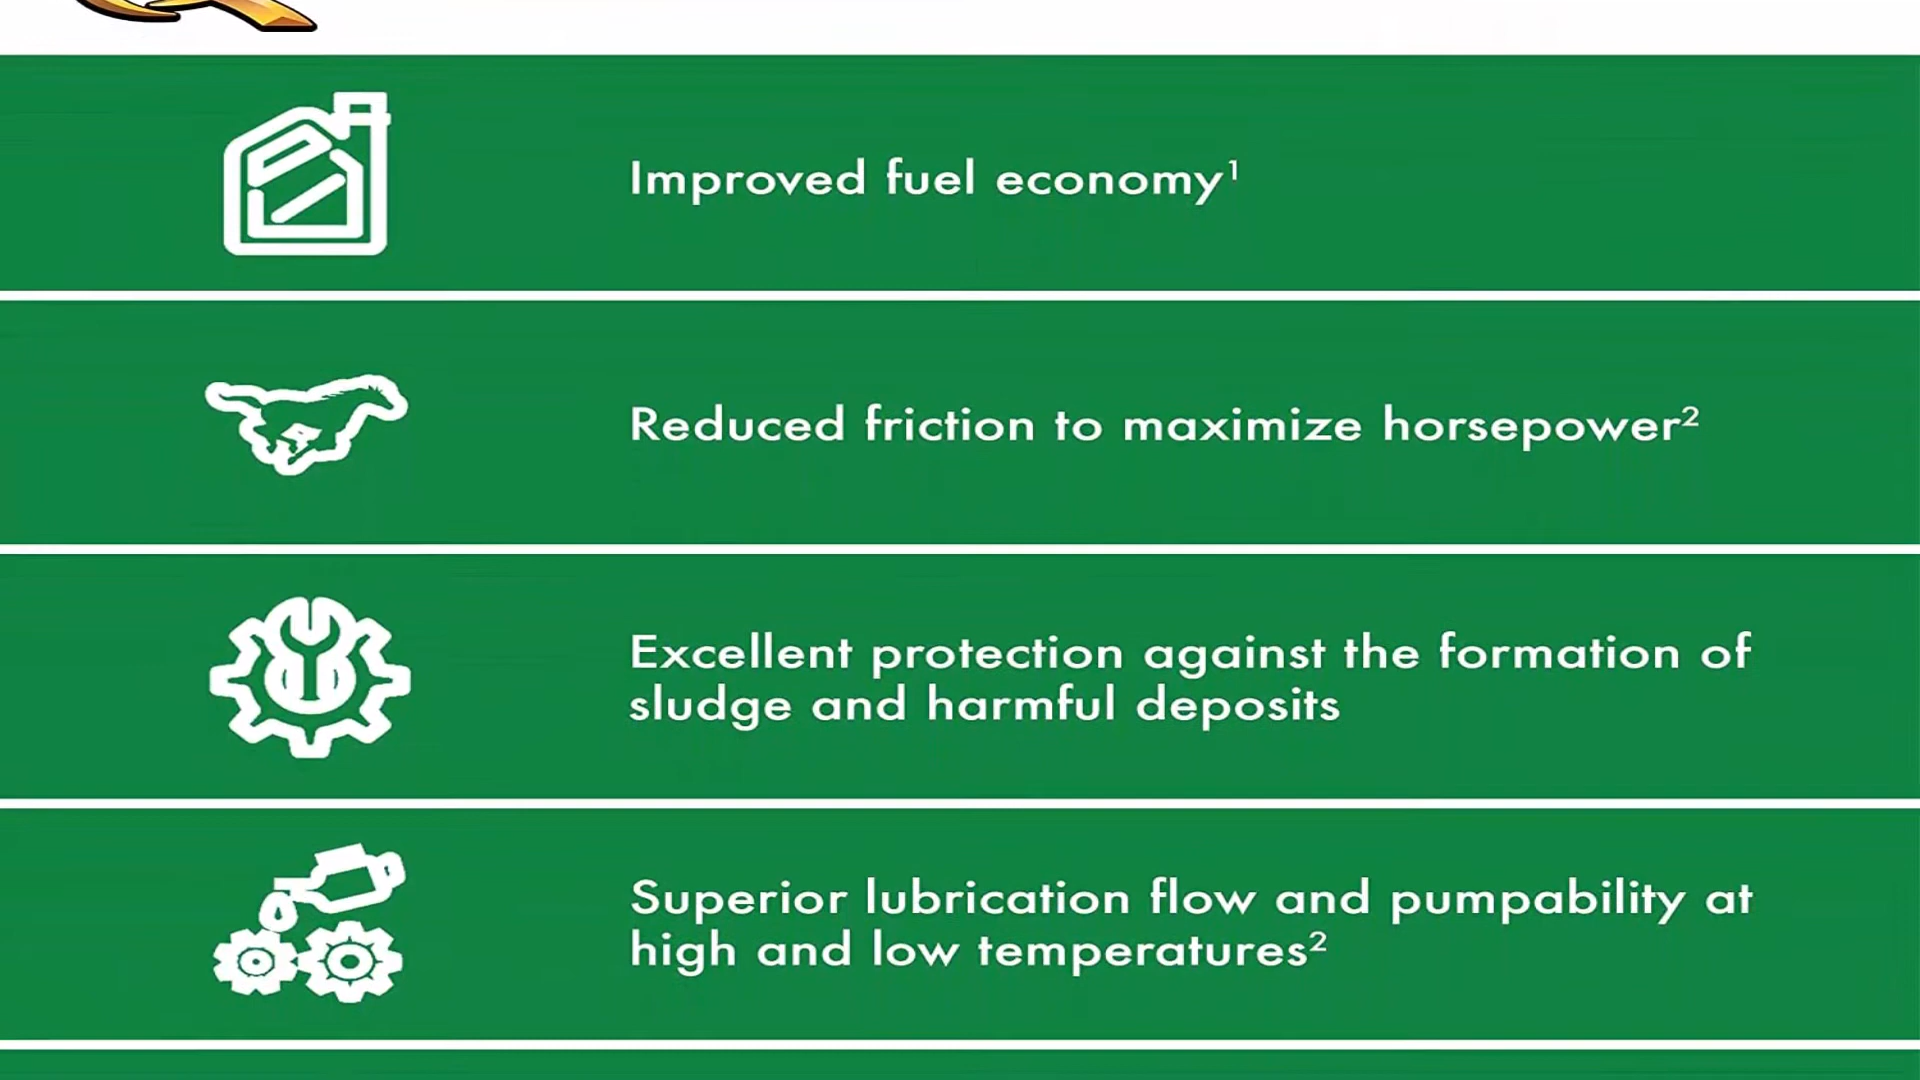 Improved fuel economy¹
Reduced friction to maximize horsepower²
Excellent protection against the formation of
sludge and harmful deposits
Superior lubrication flow and pumpability at
high and low temperatures²